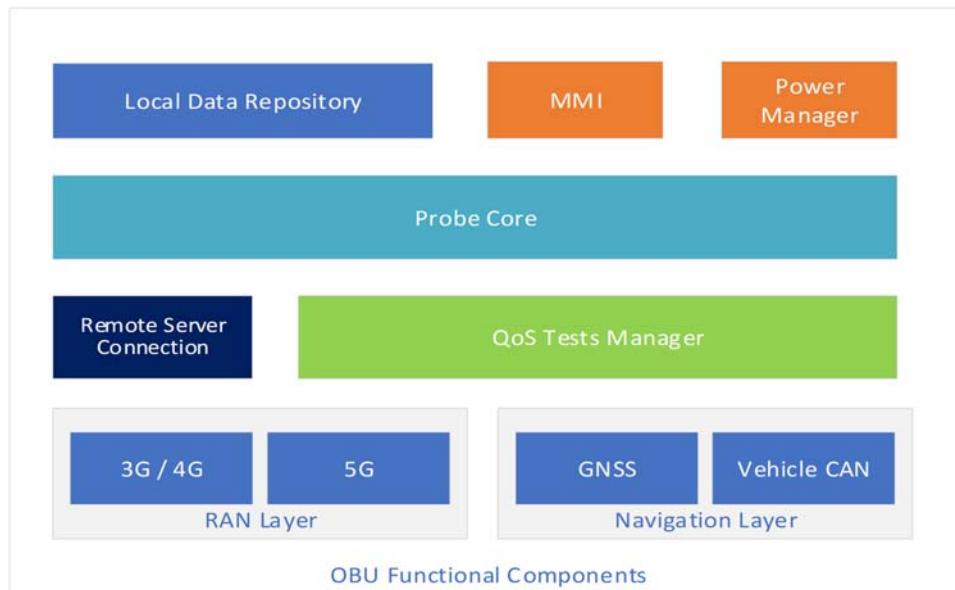 Local Data Repository
MMI
Power
Manager
Probe Core
Remote Server
Connection
QoS Tests Manager
3G / 4G
5G
RAN Layer
GNSS
Vehicle CAN
Navigation Layer
OBU Functional Components